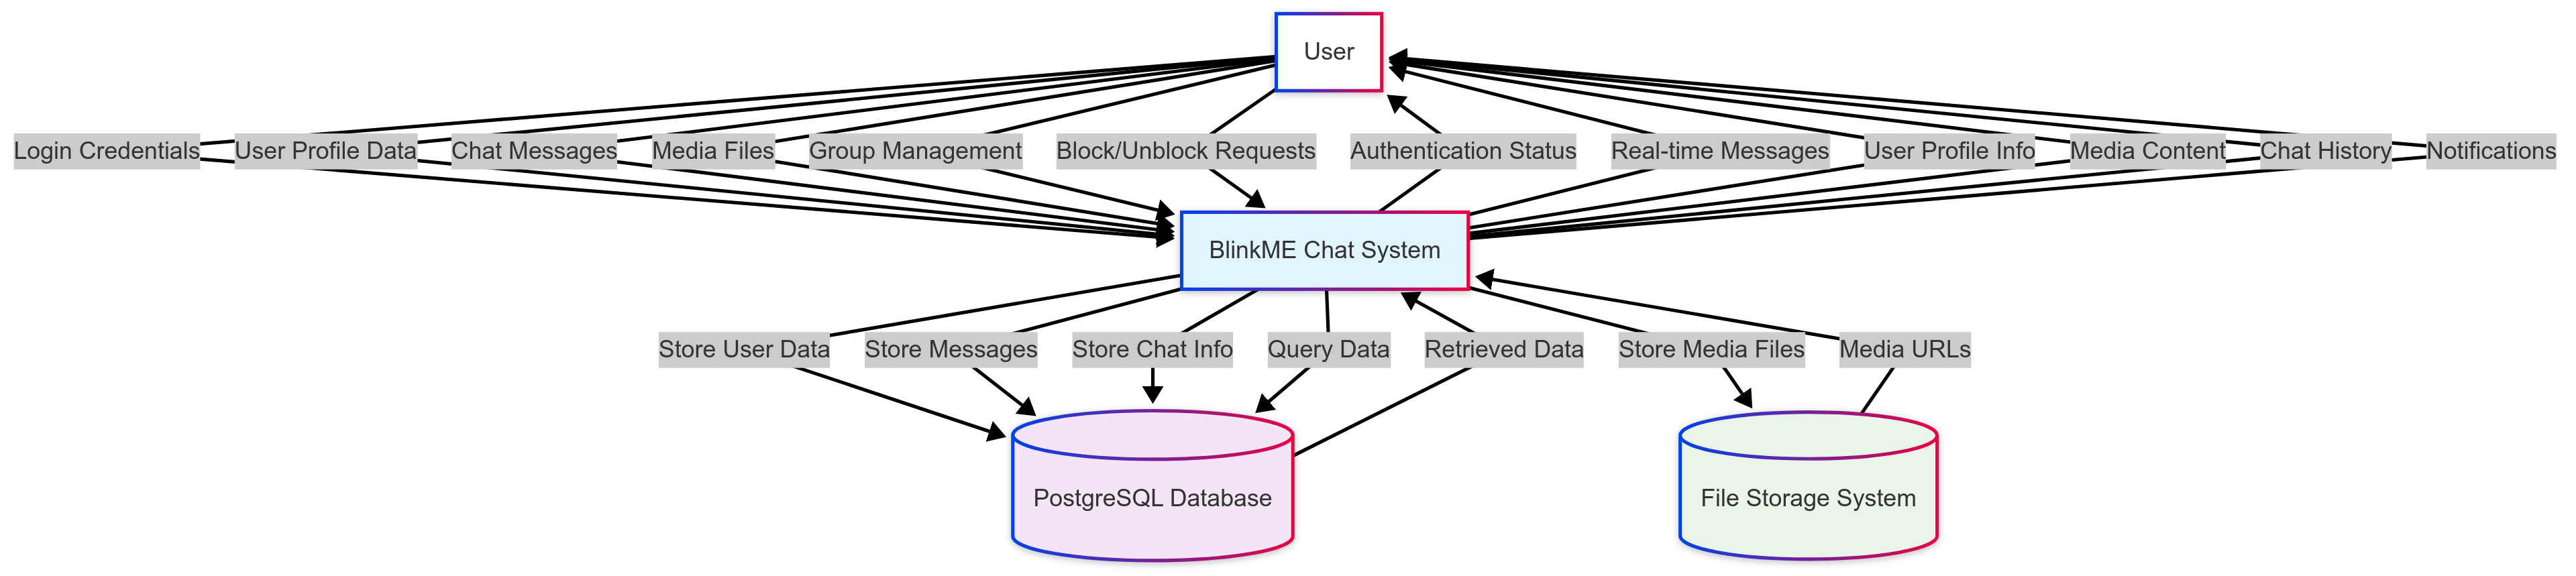 User
Login Credentials
User Profile Data
Chat Messages
Media Files
Group Management
Block/Unblock Requests
Authentication Status
Real-time Messages
User Profile Info
Media Content
Chat History
Notifications
BlinkME Chat System
Store User Data
Store Messages
Store Chat Info
Query Data
Retrieved Data
Store Media Files
Media URLs
PostgreSQL Database
File Storage System